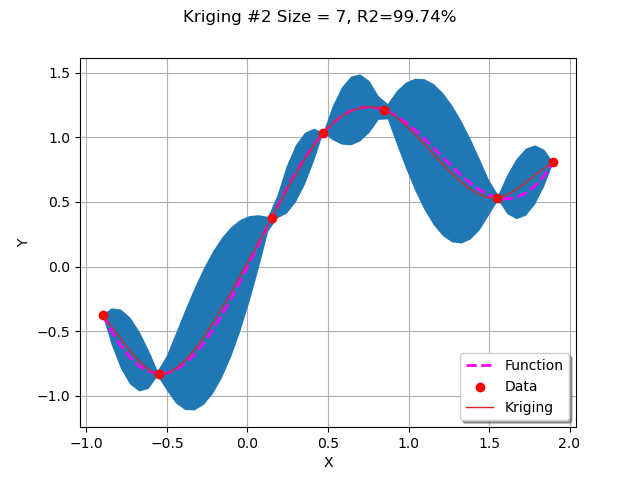 Kriging #2 Size = 7, R2=99.74%
Y
1.5
1.0
0.5
0.0
−0.5
−1.0
−1.0 −0.5 0.0 0.5 1.0 1.5 2.0
X
Function
Data
Kriging